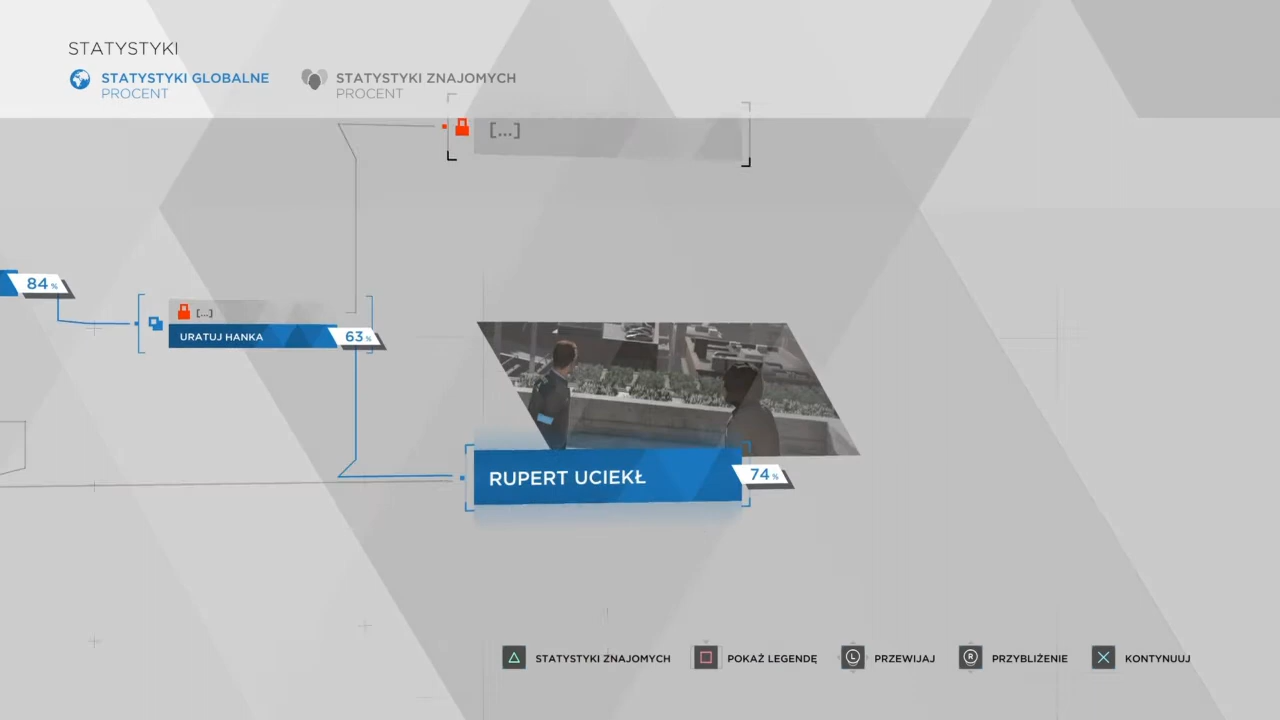 STATYSTYKI
STATYSTYKI GLOBALNE
PROCENT
STATYSTYKI ZNAJOMYCH
PROCENT
[...]
84%
[...]
URATUJ HANKA
63%
RUPERT UCIEKŁ
74%
STATYSTYKI ZNAJOMYCH
POKAŻ LEGENDĘ
L
PRZEWIJAJ
R
PRZYBLIŻENIE
KONTYNUUJ